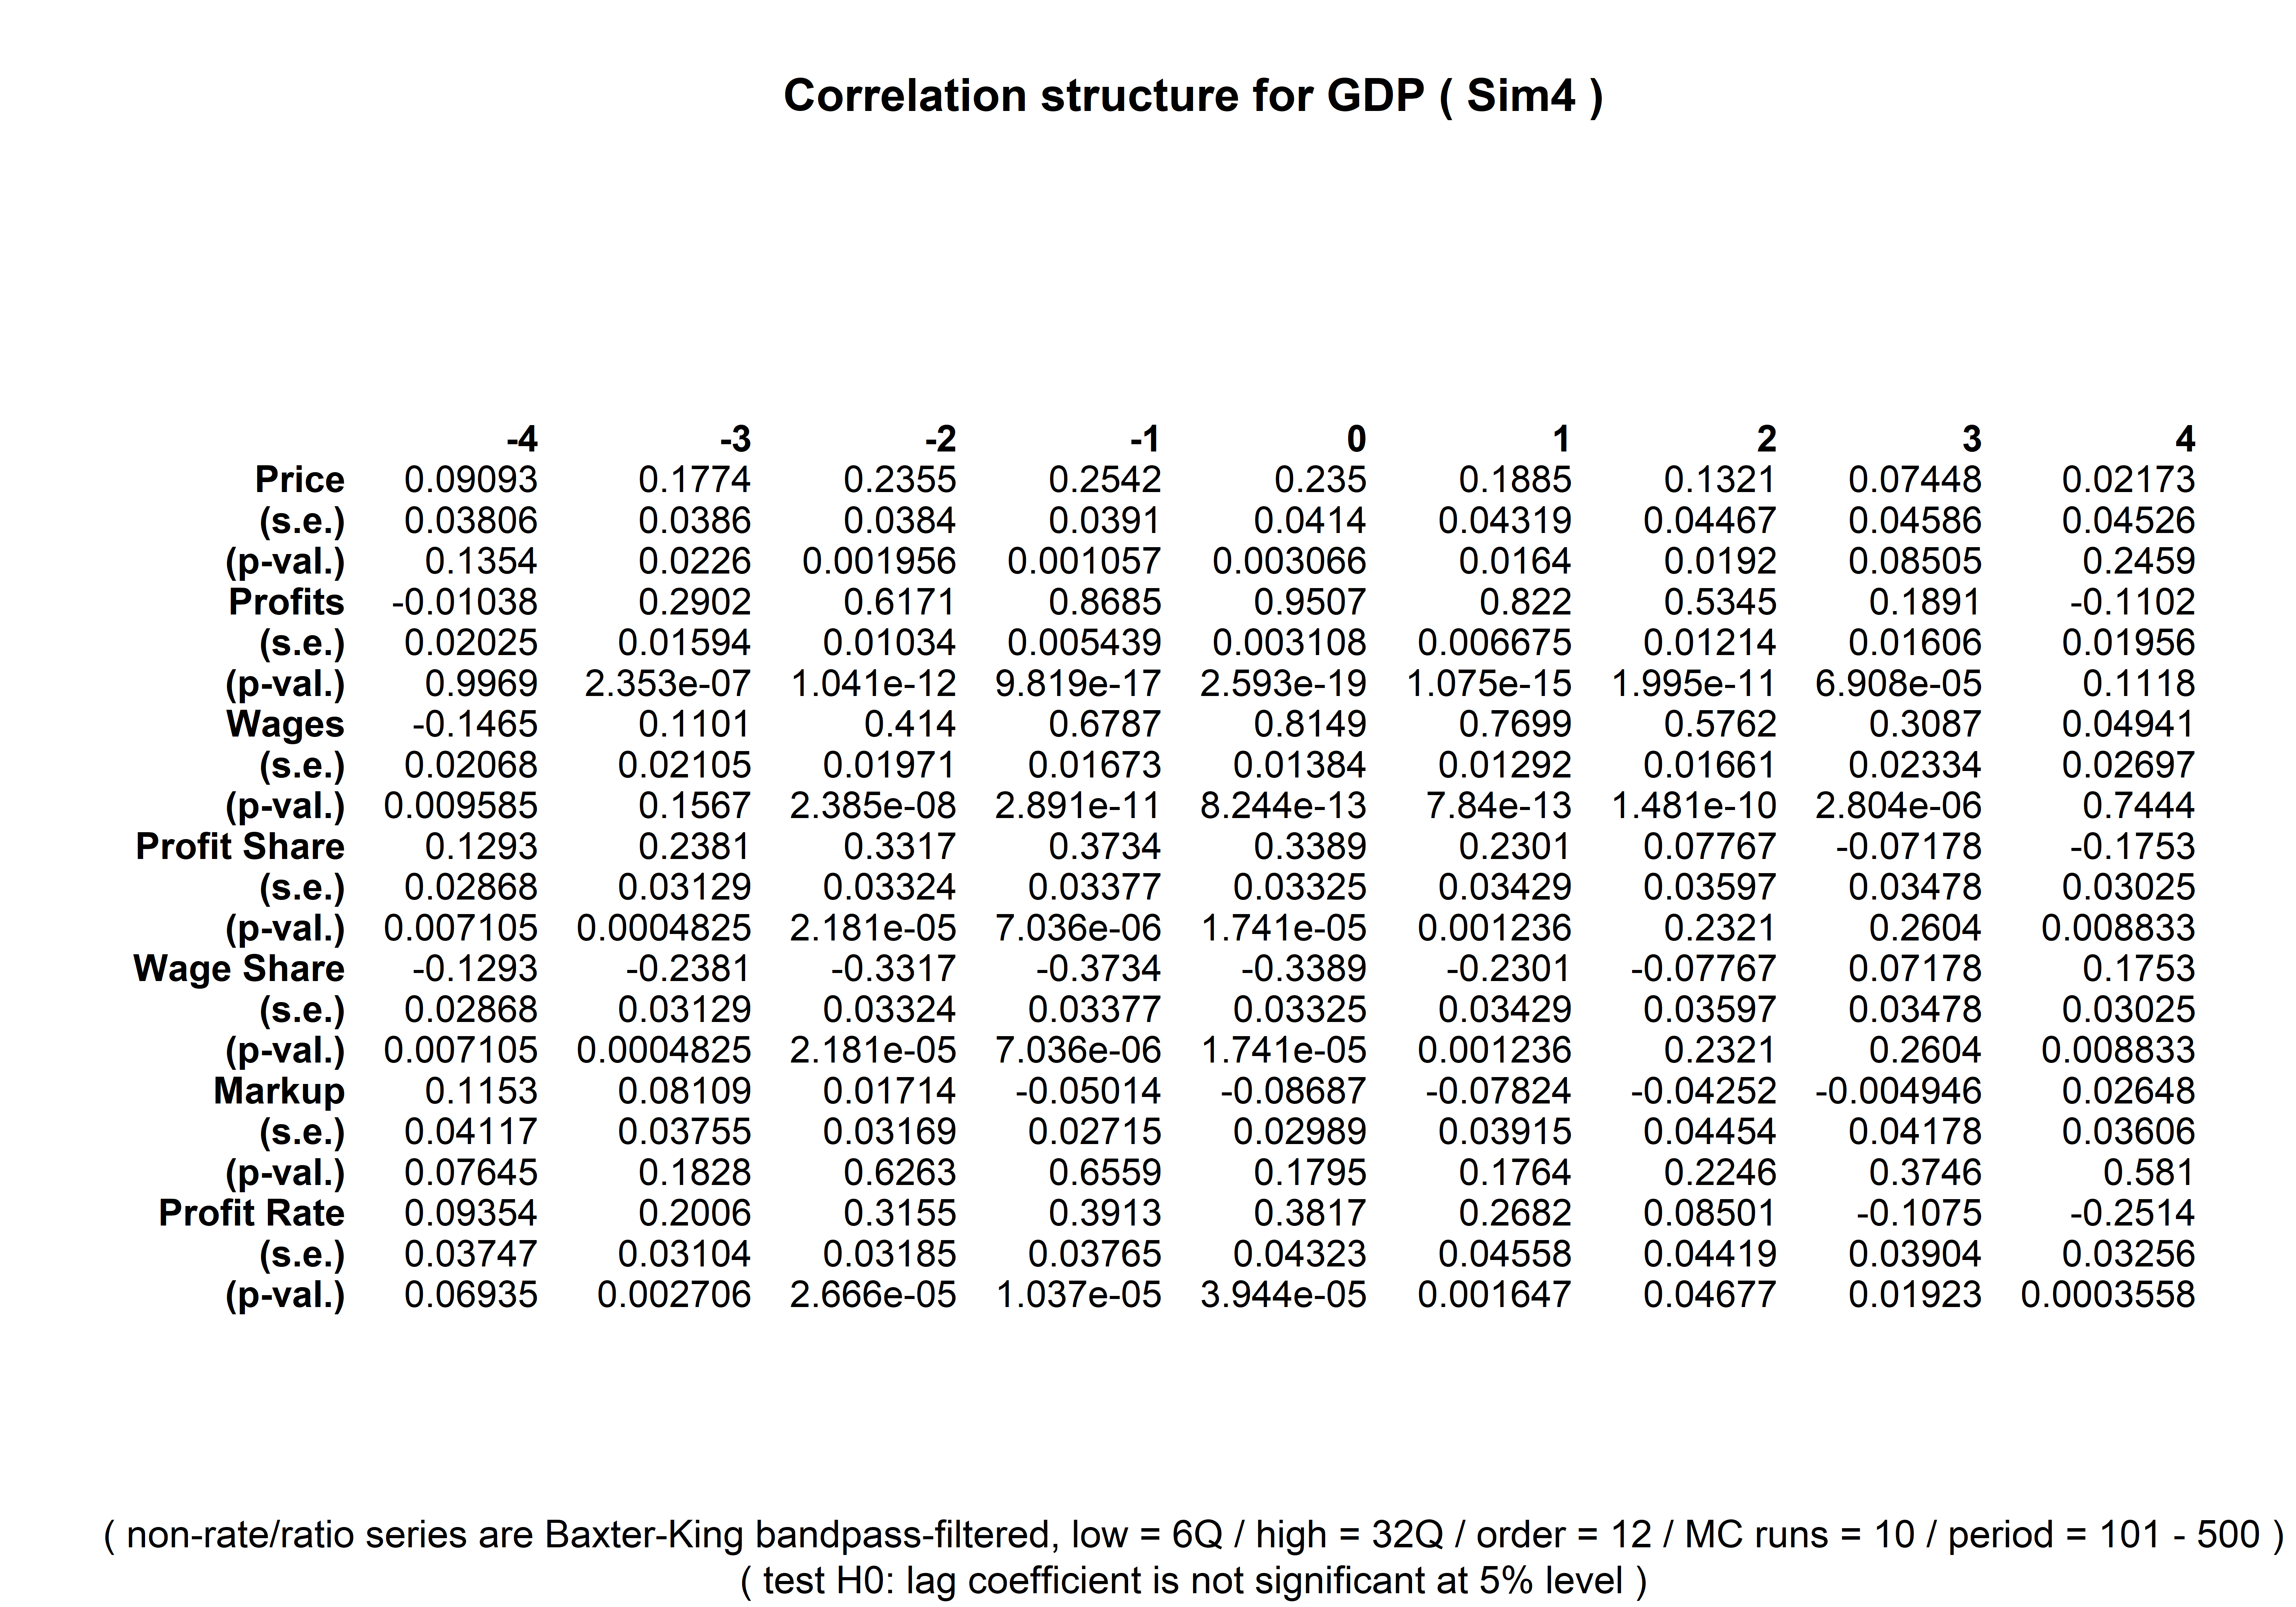 Correlation structure for GDP ( Sim4 )
-4 -3 -2 -1 0 1 2 3 4
Price 0.09093 0.1774 0.2355 0.2542 0.235 0.1885 0.1321 0.07448 0.02173
(s.e.) 0.03806 0.0386 0.0384 0.0391 0.0414 0.04319 0.04467 0.04586 0.04526
(p-val.) 0.1354 0.0226 0.001956 0.001057 0.003066 0.0164 0.0192 0.08505 0.2459
Profits -0.01038 0.2902 0.6171 0.8685 0.9507 0.822 0.5345 0.1891 -0.1102
(s.e.) 0.02025 0.01594 0.01034 0.005439 0.003108 0.006675 0.01214 0.01606 0.01956
(p-val.) 0.9969 2.353e-07 1.041e-12 9.819e-17 2.593e-19 1.075e-15 1.995e-11 6.908e-05 0.1118
Wages -0.1465 0.1101 0.414 0.6787 0.8149 0.7699 0.5762 0.3087 0.04941
(s.e.) 0.02068 0.02105 0.01971 0.01673 0.01384 0.01292 0.01661 0.02334 0.02697
(p-val.) 0.009585 0.1567 2.385e-08 2.891e-11 8.244e-13 7.84e-13 1.481e-10 2.804e-06 0.7444
Profit Share 0.1293 0.2381 0.3317 0.3734 0.3389 0.2301 0.07767 -0.07178 -0.1753
(s.e.) 0.02868 0.03129 0.03324 0.03377 0.03325 0.03429 0.03597 0.03478 0.03025
(p-val.) 0.007105 0.0004825 2.181e-05 7.036e-06 1.741e-05 0.001236 0.2321 0.2604 0.008833
Wage Share -0.1293 -0.2381 -0.3317 -0.3734 -0.3389 -0.2301 -0.07767 0.07178 0.1753
(s.e.) 0.02868 0.03129 0.03324 0.03377 0.03325 0.03429 0.03597 0.03478 0.03025
(p-val.) 0.007105 0.0004825 2.181e-05 7.036e-06 1.741e-05 0.001236 0.2321 0.2604 0.008833
Markup 0.1153 0.08109 0.01714 -0.05014 -0.08687 -0.07824 -0.04252 -0.004946 0.02648
(s.e.) 0.04117 0.03755 0.03169 0.02715 0.02989 0.03915 0.04454 0.04178 0.03606
(p-val.) 0.07645 0.1828 0.6263 0.6559 0.1795 0.1764 0.2246 0.3746 0.581
Profit Rate 0.09354 0.2006 0.3155 0.3913 0.3817 0.2682 0.08501 -0.1075 -0.2514
(s.e.) 0.03747 0.03104 0.03185 0.03765 0.04323 0.04558 0.04419 0.03904 0.03256
(p-val.) 0.06935 0.002706 2.666e-05 1.037e-05 3.944e-05 0.001647 0.04677 0.01923 0.0003558
( non-rate/ratio series are Baxter-King bandpass-filtered, low = 6Q / high = 32Q / order = 12 / MC runs = 10 / period = 101 - 500 )
( test H0: lag coefficient is not significant at 5% level )